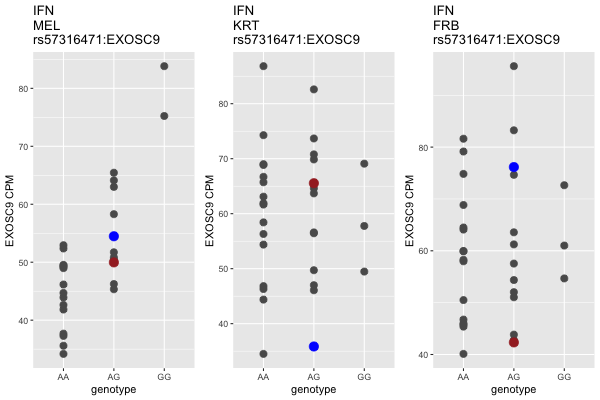 IFN
MEL
rs57316471:EXOSC9
EXOSC9 CPM
80
70
60
50
40
AA
AG
GG
genotype
IFN
KRT
rs57316471:EXOSC9
EXOSC9 CPM
80
70
60
50
40
AA
AG
GG
genotype
IFN
FRB
rs57316471:EXOSC9
EXOSC9 CPM
80
60
40
AA
AG
GG
genotype